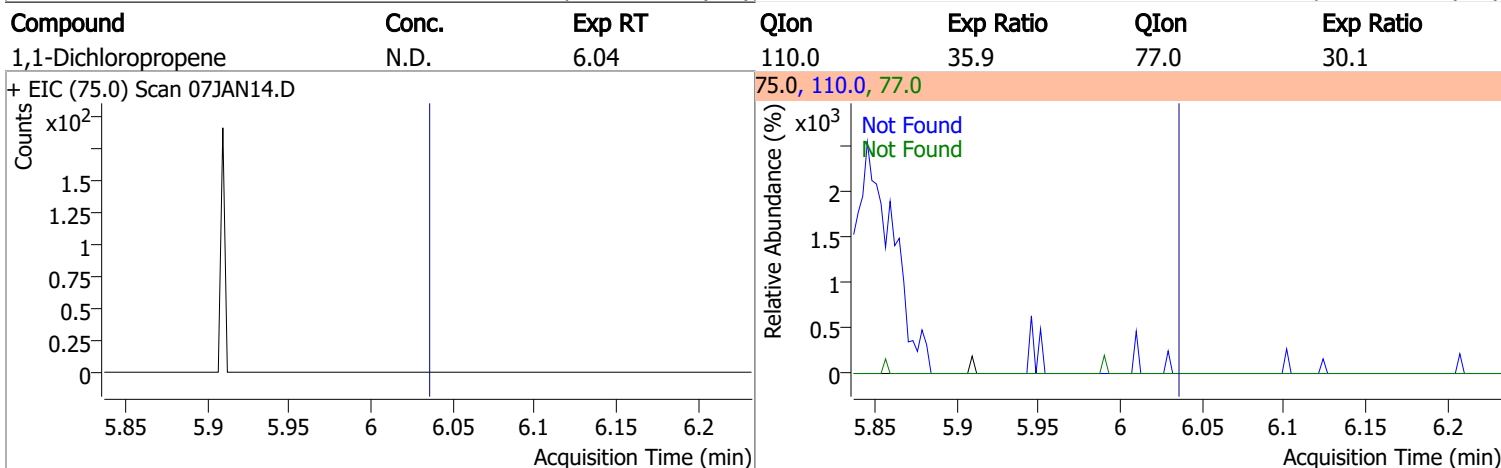 Compound Conc. Exp RT QIon Exp Ratio QIon Exp Ratio
1,1-Dichloropropene N.D. 6.04 110.0 35.9 77.0 30.1
+ EIC (75.0) Scan 07JAN14.D
Counts
x10²
1.5
1.25
1
0.75
0.5
0.25
0
5.85 5.9 5.95 6 6.05 6.1 6.15 6.2
Acquisition Time (min)
75.0, 110.0, 77.0
Relative Abundance (%)
x10³
Not Found
Not Found
2
1.5
1
0.5
0
5.85 5.9 5.95 6 6.05 6.1 6.15 6.2
Acquisition Time (min)